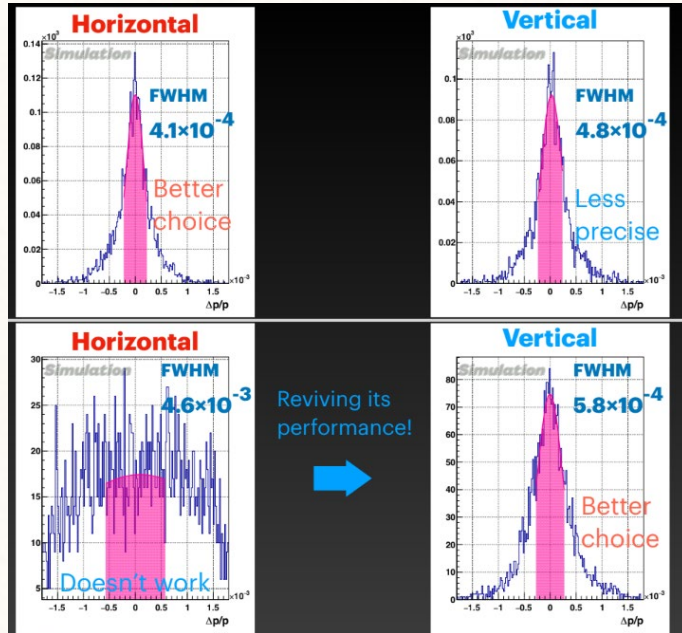 Horizontal
Vertical
Simulation
FWHM
4.1×10⁻⁴
Better
choice
0.14
0.12
0.1
0.08
0.06
0.04
0.02
0
×10⁻³
−1.5 −1 −0.5 0 0.5 1 1.5
Δp/p
×10⁻³
Simulation
FWHM
4.8×10⁻⁴
Less
precise
0.1
0.08
0.06
0.04
0.02
0
×10⁻³
−1.5 −1 −0.5 0 0.5 1 1.5
Δp/p
×10⁻³
Horizontal
Vertical
Simulation
FWHM
4.6×10⁻³
Doesn't work
30
25
20
15
10
5
−1.5 −1 −0.5 0 0.5 1 1.5
Δp/p
×10⁻³
Reviving its
performance!
Simulation
FWHM
5.8×10⁻⁴
Better
choice
80
70
60
50
40
30
20
10
0
−1.5 −1 −0.5 0 0.5 1 1.5
Δp/p
×10⁻³